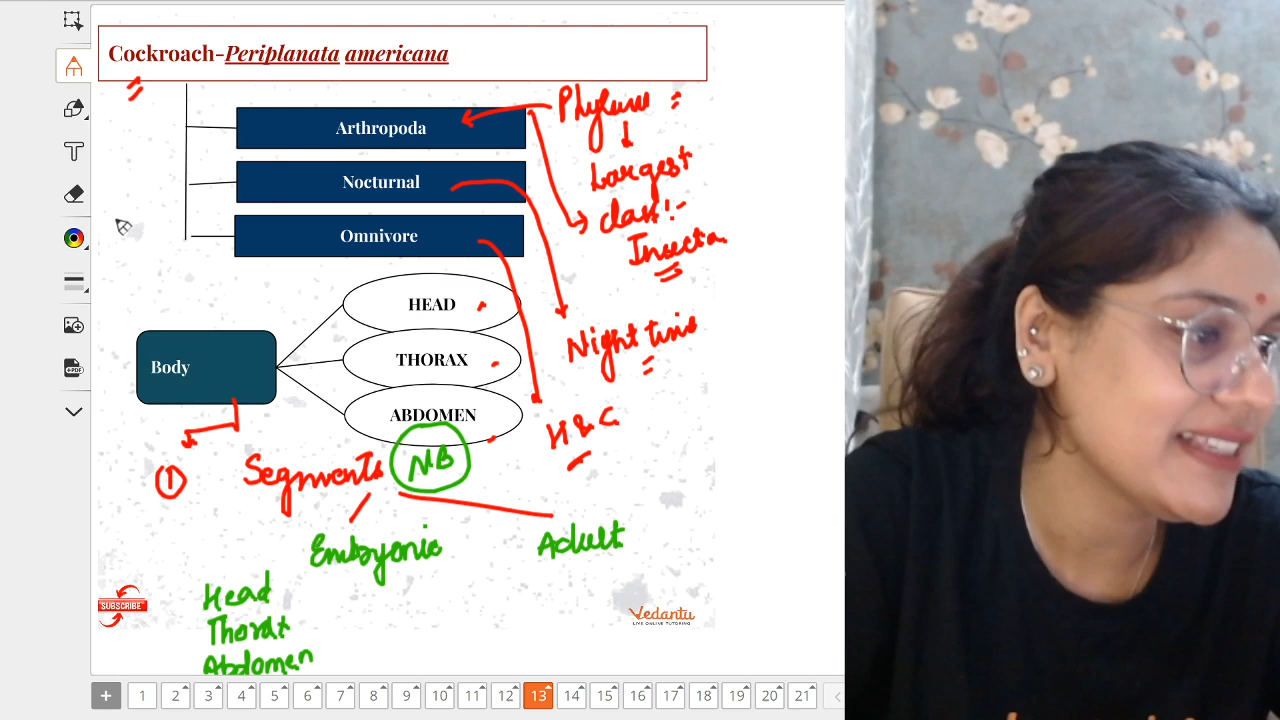 Cockroach-Periplanata americana
Arthropoda
Phylum :
Largest
Nocturnal
class :-
Insecta
Omnivore
HEAD
Night time
Body
THORAX
ABDOMEN
H & C
① Segments
N.B
Embryonic
Adult
Head
Thorax
Abdomen
SUBSCRIBE
Vedantu
LIVE ONLINE TUTORING
+ 1 2 3 4 5 6 7 8 9 10 11 12 13 14 15 16 17 18 19 20 21